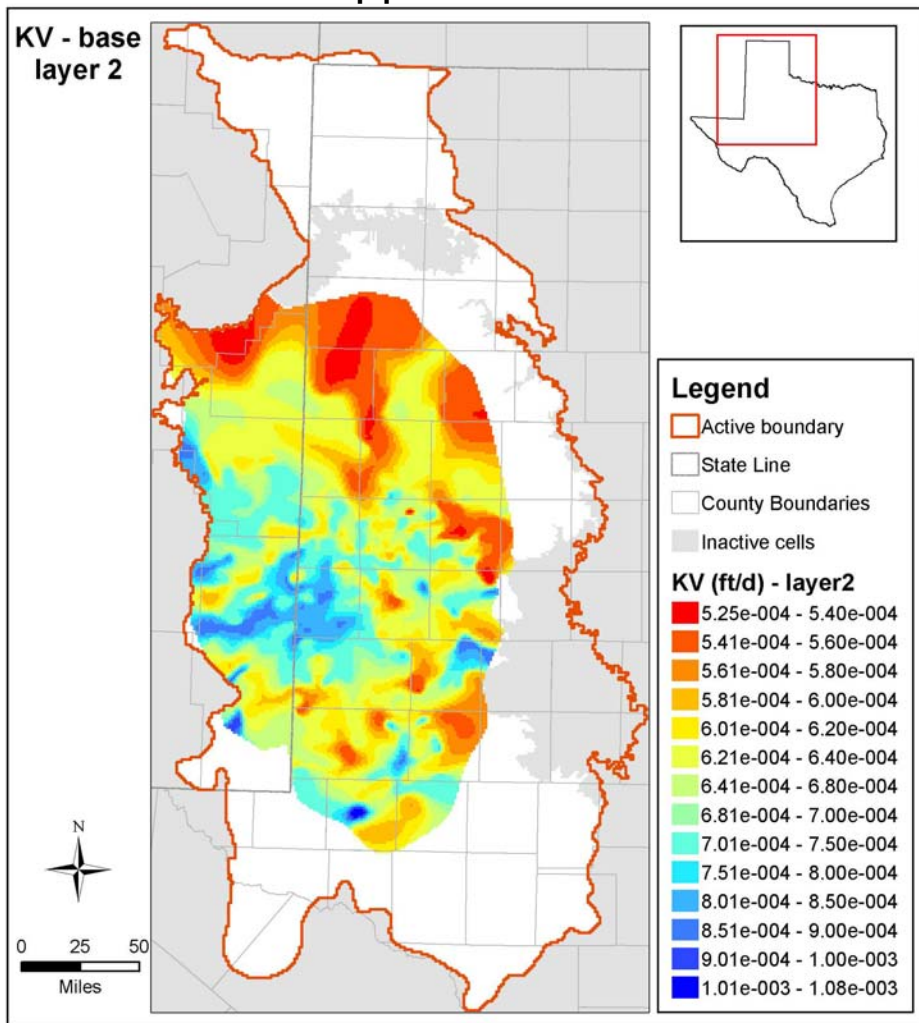 KV - base
layer 2
Legend
Active boundary
State Line
County Boundaries
Inactive cells
KV (ft/d) - layer2
5.25e-004 - 5.40e-004
5.41e-004 - 5.60e-004
5.61e-004 - 5.80e-004
5.81e-004 - 6.00e-004
6.01e-004 - 6.20e-004
6.21e-004 - 6.40e-004
6.41e-004 - 6.80e-004
6.81e-004 - 7.00e-004
7.01e-004 - 7.50e-004
7.51e-004 - 8.00e-004
8.01e-004 - 8.50e-004
8.51e-004 - 9.00e-004
9.01e-004 - 1.00e-003
1.01e-003 - 1.08e-003
N
0 25 50
Miles